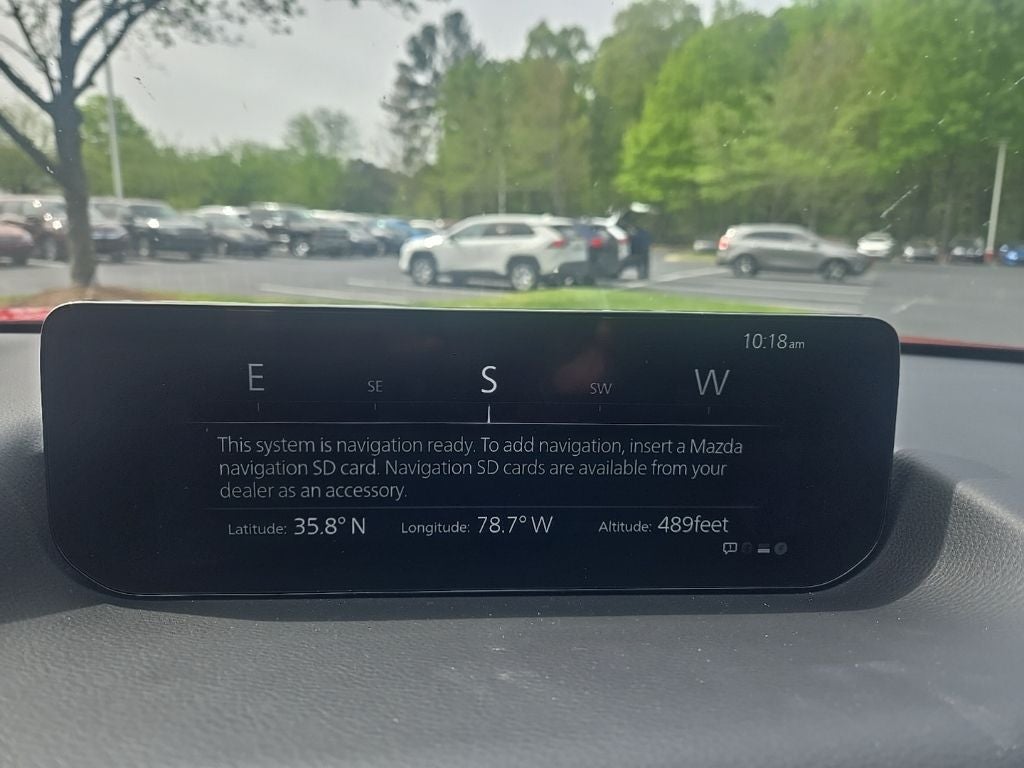 10:18am
E SE S SW W
This system is navigation ready. To add navigation, insert a Mazda
navigation SD card. Navigation SD cards are available from your
dealer as an accessory.
Latitude: 35.8° N Longitude: 78.7° W Altitude: 489feet